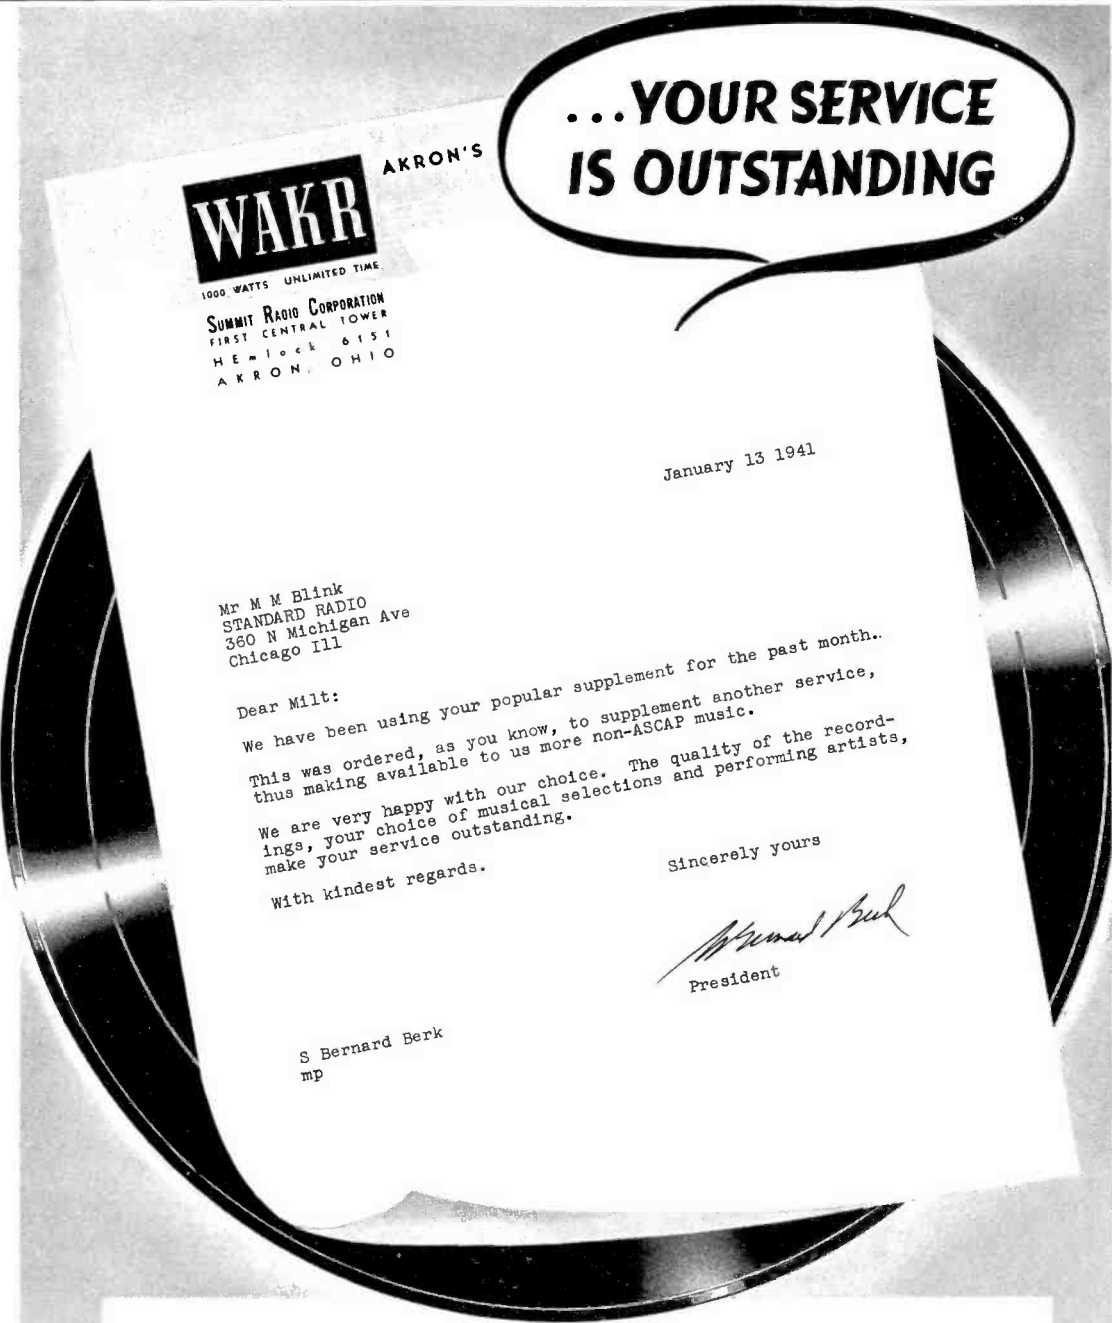 ...YOUR SERVICE
IS OUTSTANDING
AKRON'S
WAKR
1000 WATTS UNLIMITED TIME
SUMMIT RADIO CORPORATION
FIRST CENTRAL TOWER
HEmlock 6151
AKRON, OHIO
January 13 1941
Mr M M Blink
STANDARD RADIO
360 N Michigan Ave
Chicago Ill
Dear Milt:
We have been using your popular supplement for the past month.
This was ordered, as you know, to supplement another service,
thus making available to us more non-ASCAP music.
We are very happy with our choice. The quality of the record-
ings, your choice of musical selections and performing artists,
make your service outstanding.
With kindest regards.
Sincerely yours
S Bernard Berk
President
S Bernard Berk
mp